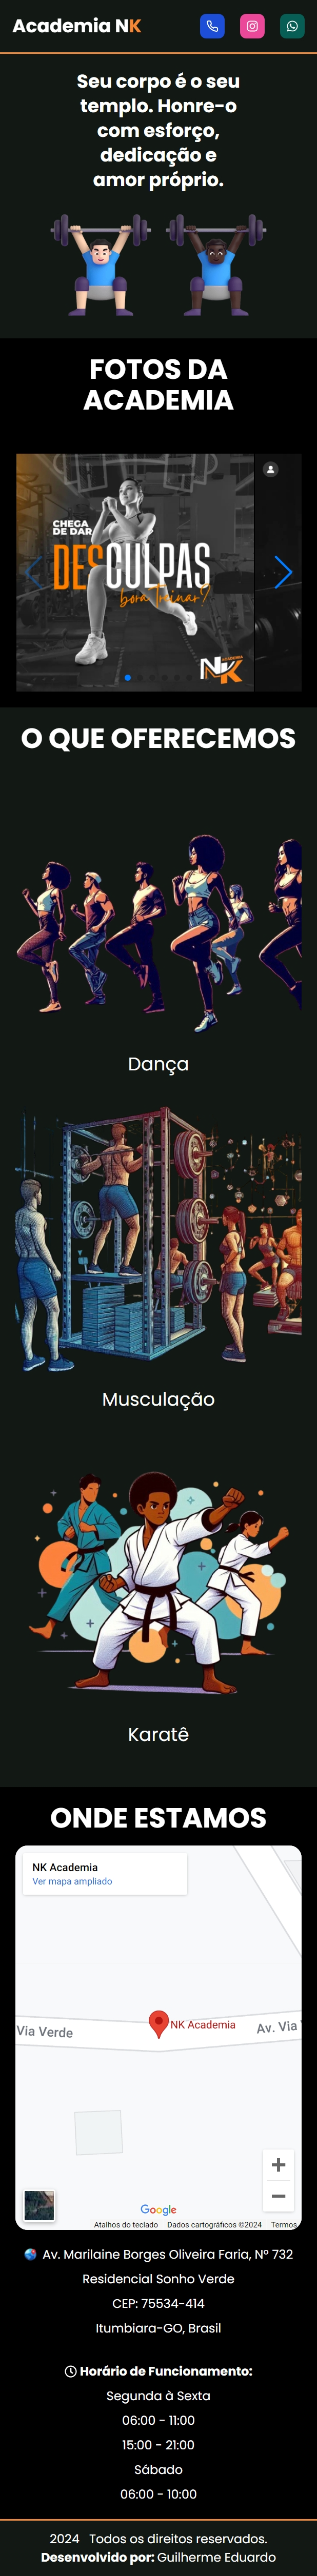 Academia NK
Seu corpo é o seu
templo. Honre-o
com esforço,
dedicação e
amor próprio.
FOTOS DA
ACADEMIA
CHEGA
DE DAR
DESCULPAS
bora treinar?
ACADEMIA
NK
O QUE OFERECEMOS
Dança
Musculação
Karatê
ONDE ESTAMOS
NK Academia
Ver mapa ampliado
NK Academia
Via Verde
Av. Via
Google
Atalhos do teclado Dados cartográficos ©2024 Termos
Av. Marilaine Borges Oliveira Faria, Nº 732
Residencial Sonho Verde
CEP: 75534-414
Itumbiara-GO, Brasil
Horário de Funcionamento:
Segunda à Sexta
06:00 - 11:00
15:00 - 21:00
Sábado
06:00 - 10:00
2024 Todos os direitos reservados.
Desenvolvido por: Guilherme Eduardo